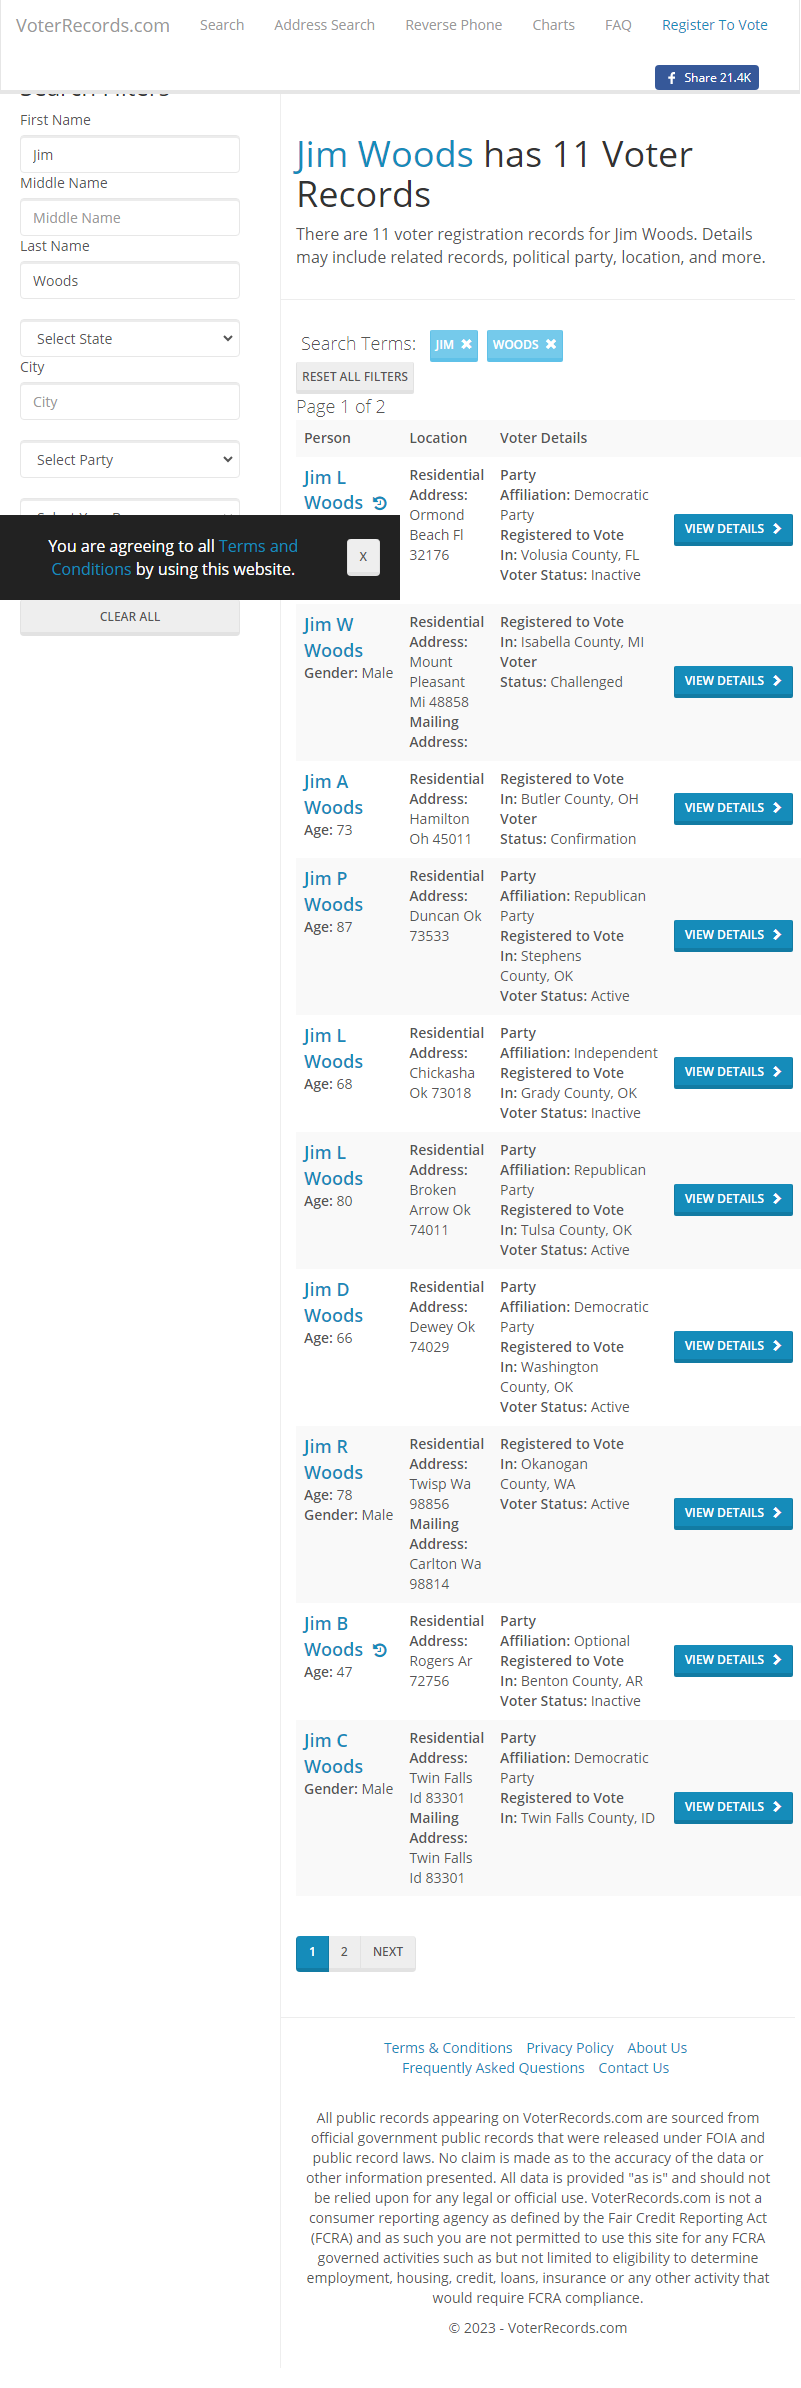 VoterRecords.com Search Address Search Reverse Phone Charts FAQ Register To Vote
Share 21.4K
Search Filters
First Name
Jim
Middle Name
Middle Name
Last Name
Woods
Select State
City
City
Select Party
You are agreeing to all Terms and
Conditions by using this website.
X
CLEAR ALL
Jim Woods has 11 Voter
Records
There are 11 voter registration records for Jim Woods. Details
may include related records, political party, location, and more.
Search Terms: JIM ✖ WOODS ✖
RESET ALL FILTERS
Page 1 of 2
Person Location Voter Details
Jim L
Woods
Residential
Address:
Ormond
Beach Fl
32176
Party
Affiliation: Democratic
Party
Registered to Vote
In: Volusia County, FL
Voter Status: Inactive
VIEW DETAILS
Jim W
Woods
Gender: Male
Residential
Address:
Mount
Pleasant
Mi 48858
Mailing
Address:
Registered to Vote
In: Isabella County, MI
Voter
Status: Challenged
VIEW DETAILS
Jim A
Woods
Age: 73
Residential
Address:
Hamilton
Oh 45011
Registered to Vote
In: Butler County, OH
Voter
Status: Confirmation
VIEW DETAILS
Jim P
Woods
Age: 87
Residential
Address:
Duncan Ok
73533
Party
Affiliation: Republican
Party
Registered to Vote
In: Stephens
County, OK
Voter Status: Active
VIEW DETAILS
Jim L
Woods
Age: 68
Residential
Address:
Chickasha
Ok 73018
Party
Affiliation: Independent
Registered to Vote
In: Grady County, OK
Voter Status: Inactive
VIEW DETAILS
Jim L
Woods
Age: 80
Residential
Address:
Broken
Arrow Ok
74011
Party
Affiliation: Republican
Party
Registered to Vote
In: Tulsa County, OK
Voter Status: Active
VIEW DETAILS
Jim D
Woods
Age: 66
Residential
Address:
Dewey Ok
74029
Party
Affiliation: Democratic
Party
Registered to Vote
In: Washington
County, OK
Voter Status: Active
VIEW DETAILS
Jim R
Woods
Age: 78
Gender: Male
Residential
Address:
Twisp Wa
98856
Mailing
Address:
Carlton Wa
98814
Registered to Vote
In: Okanogan
County, WA
Voter Status: Active
VIEW DETAILS
Jim B
Woods
Age: 47
Residential
Address:
Rogers Ar
72756
Party
Affiliation: Optional
Registered to Vote
In: Benton County, AR
Voter Status: Inactive
VIEW DETAILS
Jim C
Woods
Gender: Male
Residential
Address:
Twin Falls
Id 83301
Mailing
Address:
Twin Falls
Id 83301
Party
Affiliation: Democratic
Party
Registered to Vote
In: Twin Falls County, ID
VIEW DETAILS
1 2 NEXT
Terms & Conditions Privacy Policy About Us
Frequently Asked Questions Contact Us
All public records appearing on VoterRecords.com are sourced from
official government public records that were released under FOIA and
public record laws. No claim is made as to the accuracy of the data or
other information presented. All data is provided "as is" and should not
be relied upon for any legal or official use. VoterRecords.com is not a
consumer reporting agency as defined by the Fair Credit Reporting Act
(FCRA) and as such you are not permitted to use this site for any FCRA
governed activities such as but not limited to eligibility to determine
employment, housing, credit, loans, insurance or any other activity that
would require FCRA compliance.
© 2023 - VoterRecords.com